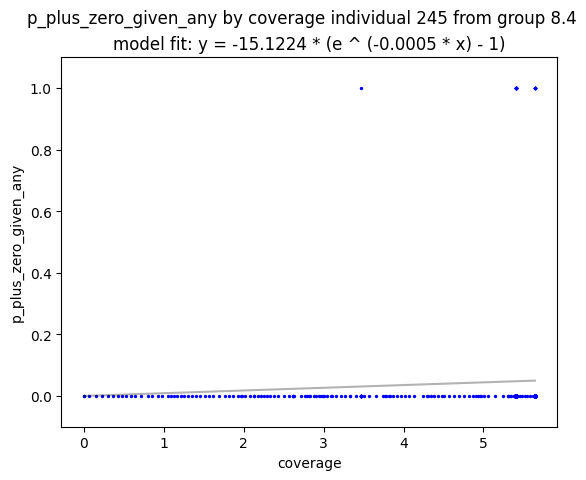 p_plus_zero_given_any by coverage individual 245 from group 8.4
model fit: y = -15.1224 * (e ^ (-0.0005 * x) - 1)
1.0
0.8
0.6
0.4
0.2
0.0
p_plus_zero_given_any
0 1 2 3 4 5
coverage